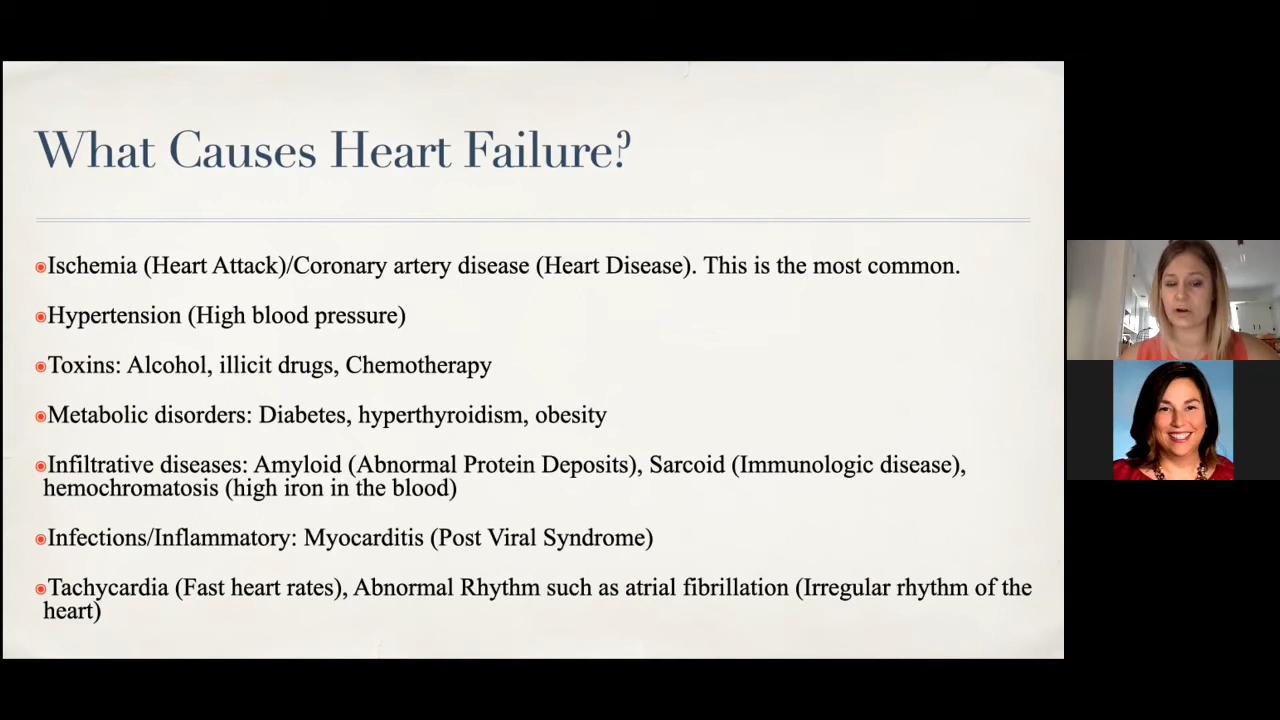 What Causes Heart Failure?
Ischemia (Heart Attack)/Coronary artery disease (Heart Disease). This is the most common.
Hypertension (High blood pressure)
Toxins: Alcohol, illicit drugs, Chemotherapy
Metabolic disorders: Diabetes, hyperthyroidism, obesity
Infiltrative diseases: Amyloid (Abnormal Protein Deposits), Sarcoid (Immunologic disease),
hemochromatosis (high iron in the blood)
Infections/Inflammatory: Myocarditis (Post Viral Syndrome)
Tachycardia (Fast heart rates), Abnormal Rhythm such as atrial fibrillation (Irregular rhythm of the
heart)